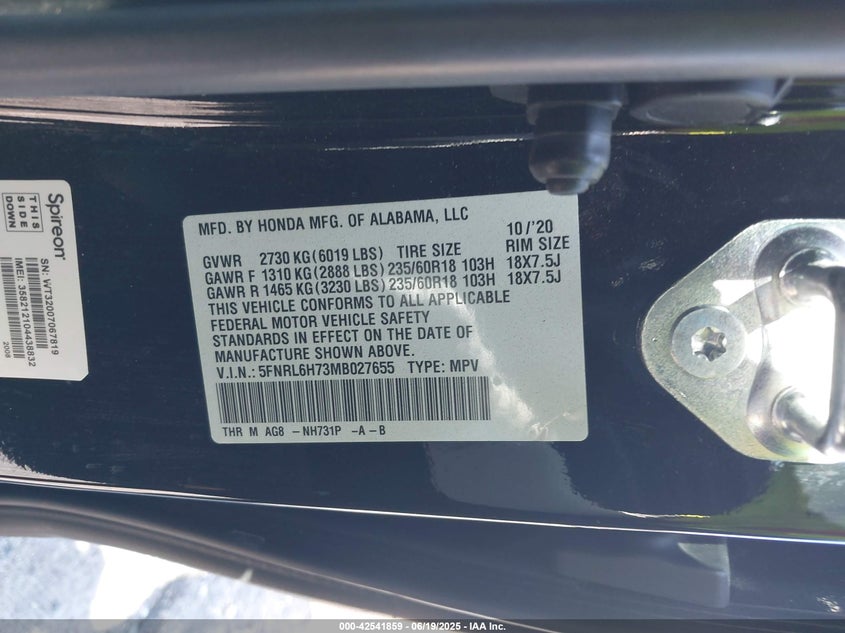 Spireon
THIS
SIDE
DOWN
SN: WT32007067819
IMEI: 358212104438832
2008
MFD. BY HONDA MFG. OF ALABAMA, LLC
10/'20
GVWR 2730 KG(6019 LBS) TIRE SIZE RIM SIZE
GAWR F 1310 KG(2888 LBS) 235/60R18 103H 18X7.5J
GAWR R 1465 KG(3230 LBS) 235/60R18 103H 18X7.5J
THIS VEHICLE CONFORMS TO ALL APPLICABLE
FEDERAL MOTOR VEHICLE SAFETY
STANDARDS IN EFFECT ON THE DATE OF
MANUFACTURE SHOWN ABOVE.
V.I.N.: 5FNRL6H73MB027655 TYPE: MPV
THR M AG8 -NH731P -A-B
000-42541859 - 06/19/2025 - IAA Inc.